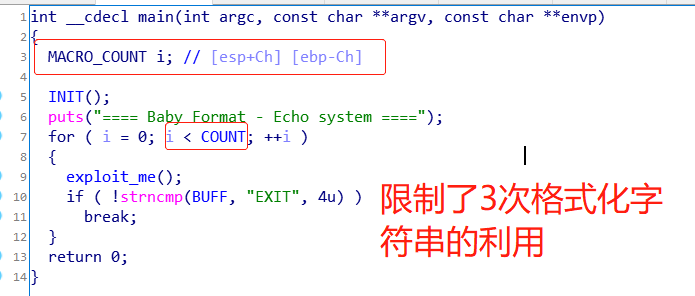 1 int __cdecl main(int argc, const char **argv, const char **envp)
2 {
3 MACRO_COUNT i; // [esp+Ch] [ebp-Ch]
4
5 INIT();
6 puts("==== Baby Format - Echo system ====");
7 for ( i = 0; i < COUNT; ++i )
8 {
9 exploit_me();
10 if ( !strncmp(BUFF, "EXIT", 4u) )
11 break;
12 }
13 return 0;
14 }
限制了3次格式化字
符串的利用